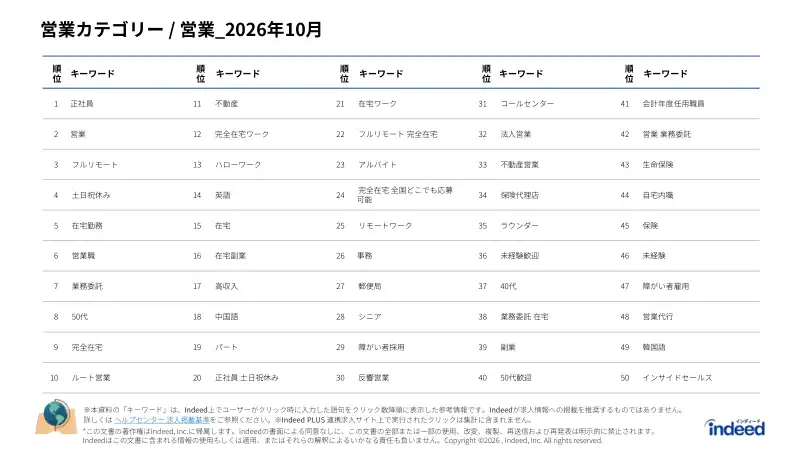 営業カテゴリー / 営業_2026年10月
順位 キーワード 順位 キーワード 順位 キーワード 順位 キーワード 順位 キーワード
1 正社員 11 不動産 21 在宅ワーク 31 コールセンター 41 会計年度任用職員
2 営業 12 完全在宅ワーク 22 フルリモート 完全在宅 32 法人営業 42 営業 業務委託
3 フルリモート 13 ハローワーク 23 アルバイト 33 不動産営業 43 生命保険
4 土日祝休み 14 英語 24 完全在宅 全国どこでも応募可能 34 保険代理店 44 自宅内職
5 在宅勤務 15 在宅 25 リモートワーク 35 ラウンダー 45 保険
6 営業職 16 在宅副業 26 事務 36 未経験歓迎 46 未経験
7 業務委託 17 高収入 27 郵便局 37 40代 47 障がい者雇用
8 50代 18 中国語 28 シニア 38 業務委託 在宅 48 営業代行
9 完全在宅 19 パート 29 障がい者採用 39 副業 49 韓国語
10 ルート営業 20 正社員 土日祝休み 30 反響営業 40 50代歓迎 50 インサイドセールス
※本資料の「キーワード」は、Indeed上でユーザーがクリック時に入力した語句をクリック数降順に表示した参考情報です。Indeedが求人情報への掲載を推奨するものではありません。
詳しくは ヘルプセンター 求人掲載基準をご参照ください。※Indeed PLUS 連携求人サイト上で実行されたクリックは集計に含まれません。
*この文書の著作権はIndeed, Inc.に帰属します。Indeedの書面による同意なしに、この文書の全部または一部の使用、改変、複製、再送信および再発表は明示的に禁止されます。
Indeedはこの文書に含まれる情報の使用もしくは適用、またはそれらの解釈よるいかなる責任も負いません。Copyright ©2026 , Indeed, Inc. All rights reserved.
インディード
indeed